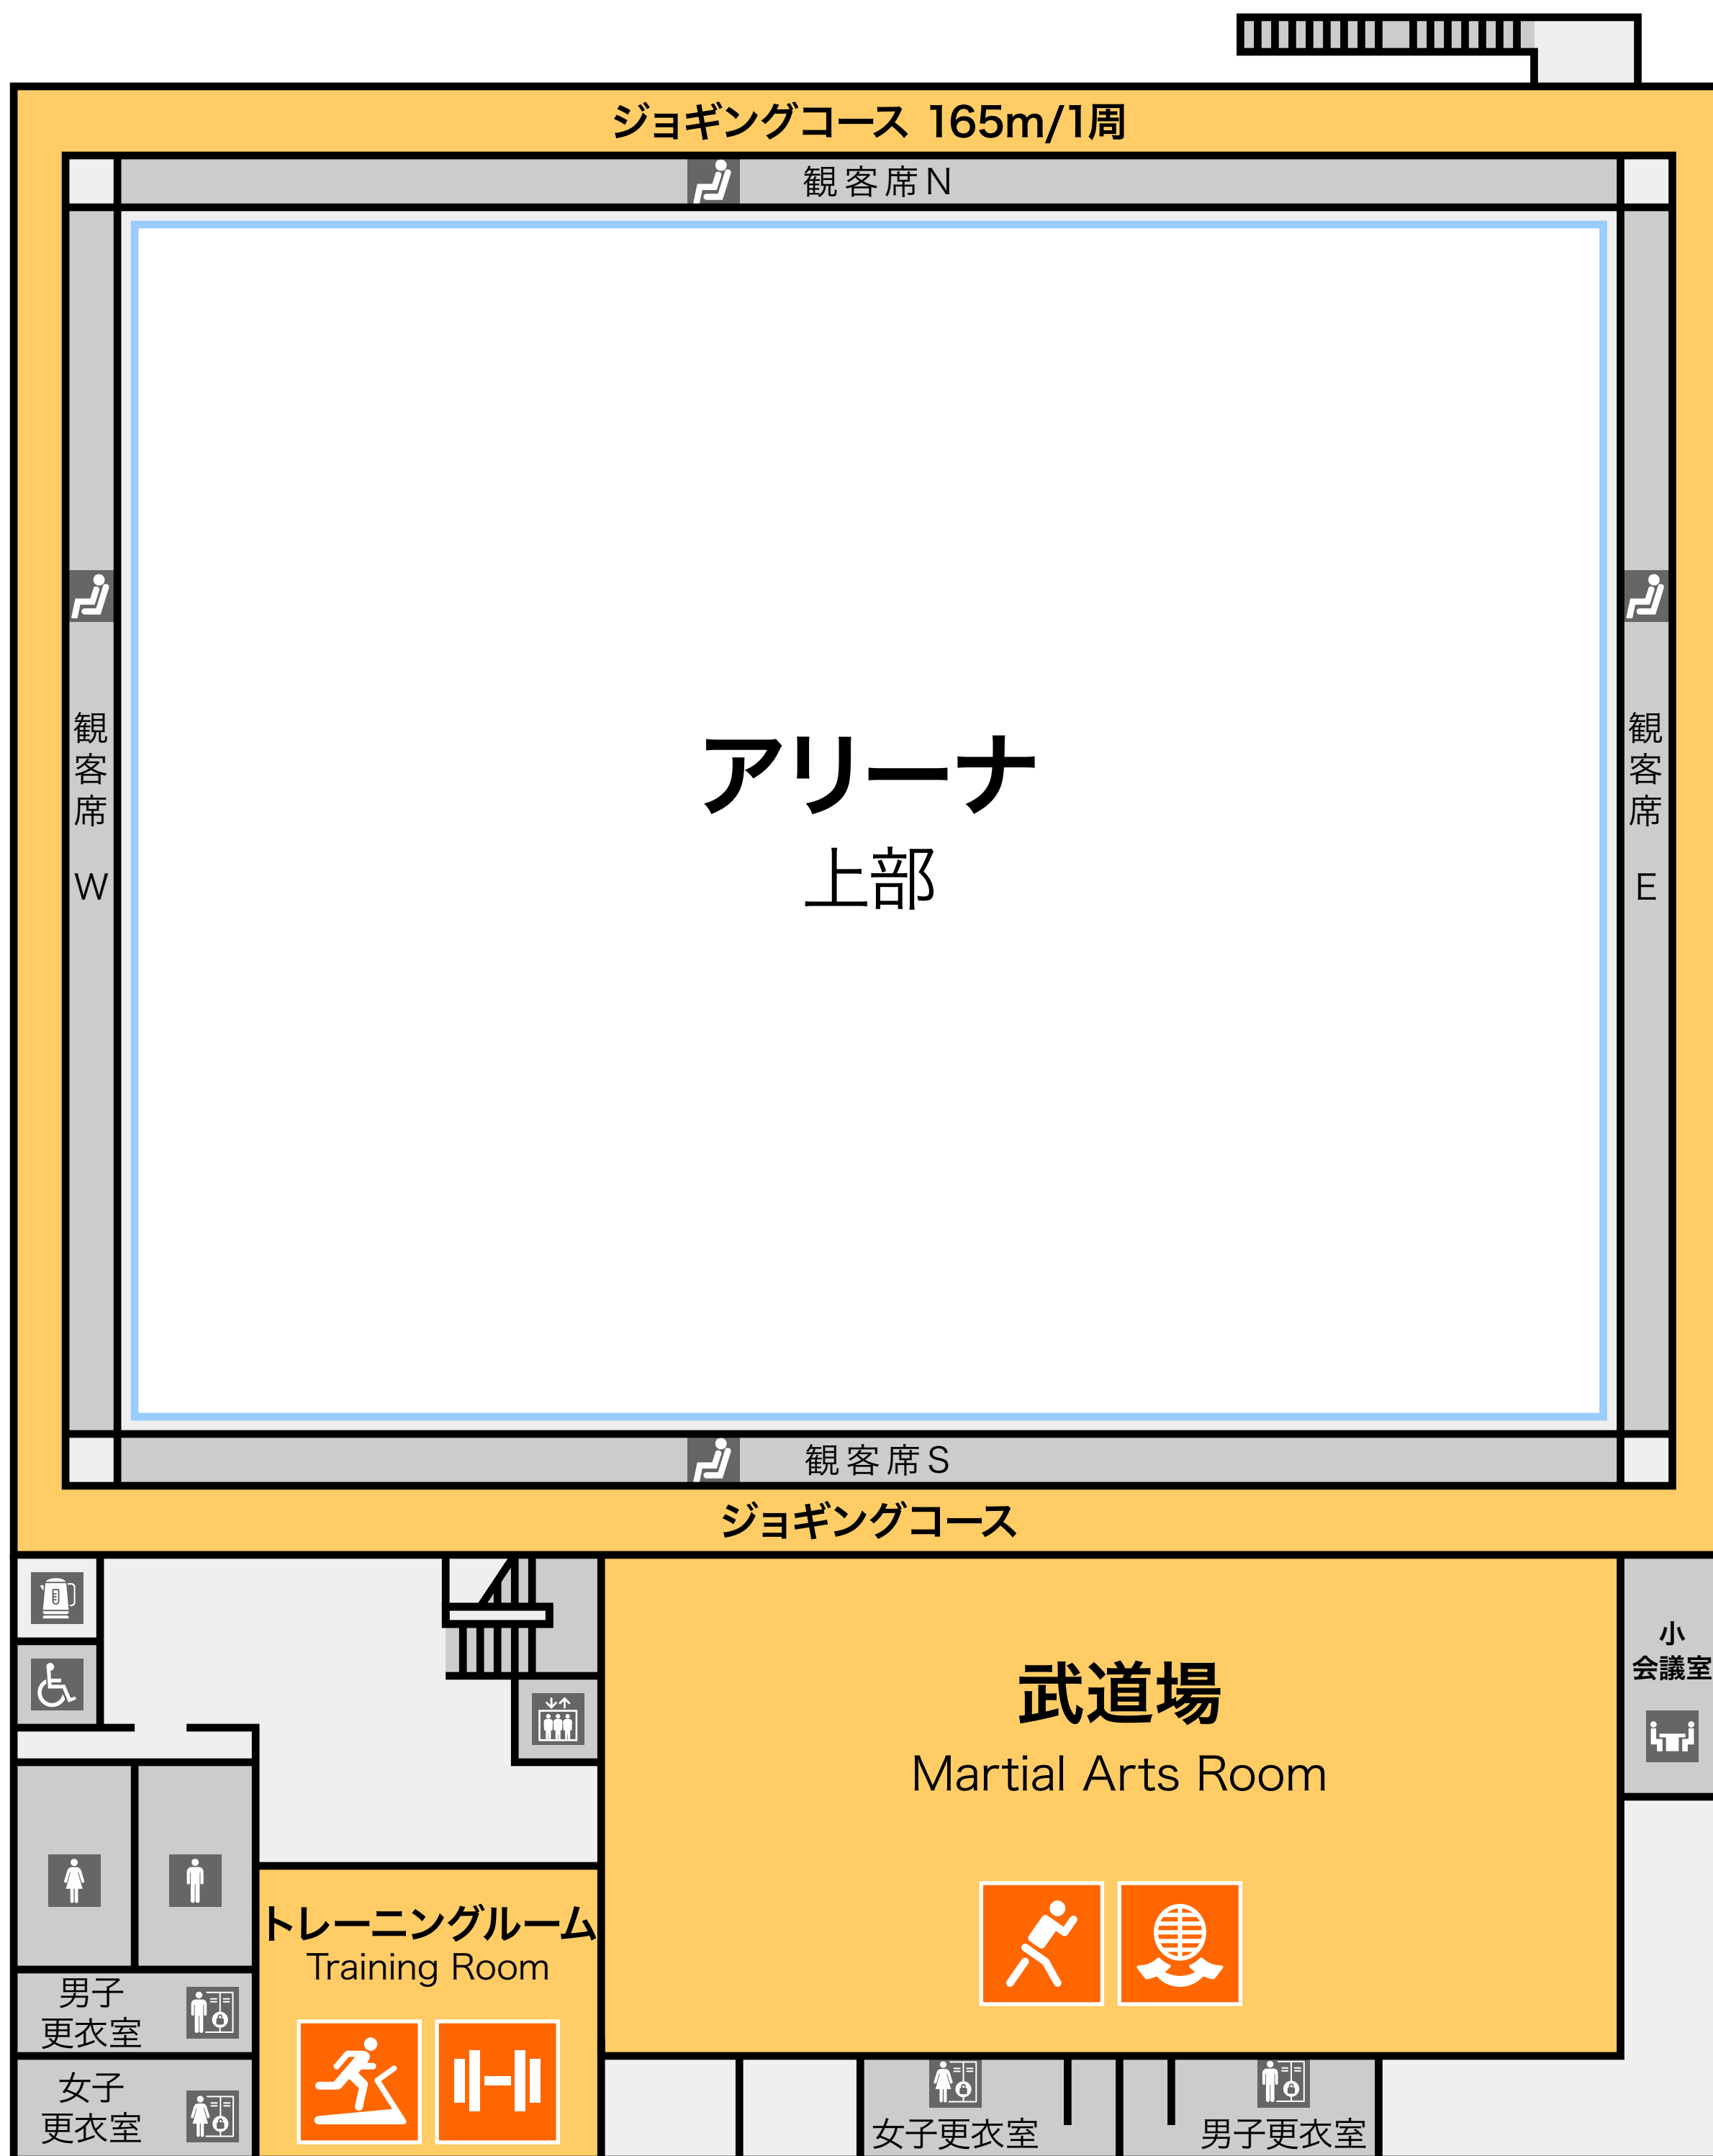 ジョギングコース 165m/1周
観客席N
観客席 W
観客席 E
アリーナ
上部
観客席S
ジョギングコース
小
会議室
武道場
Martial Arts Room
トレーニングルーム
Training Room
男子
更衣室
女子
更衣室
女子更衣室
男子更衣室